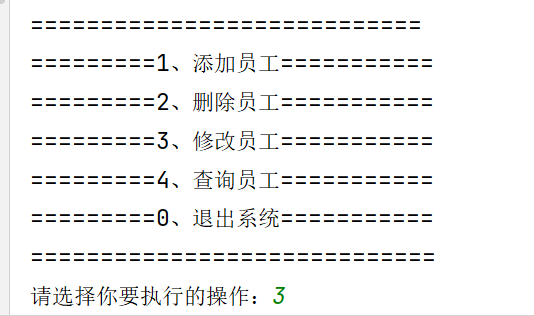 ============================
=========1、添加员工===========
=========2、删除员工===========
=========3、修改员工===========
=========4、查询员工===========
=========0、退出系统===========
=============================
请选择你要执行的操作：3